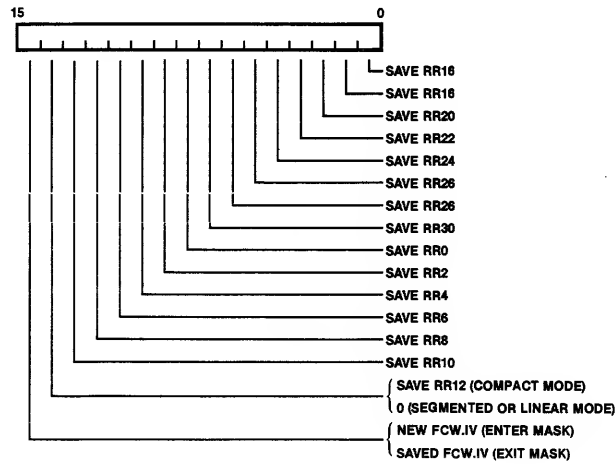 15 0
SAVE RR16
SAVE RR16
SAVE RR20
SAVE RR22
SAVE RR24
SAVE RR26
SAVE RR26
SAVE RR30
SAVE RR0
SAVE RR2
SAVE RR4
SAVE RR6
SAVE RR8
SAVE RR10
SAVE RR12 (COMPACT MODE)
0 (SEGMENTED OR LINEAR MODE)
NEW FCW.IV (ENTER MASK)
SAVED FCW.IV (EXIT MASK)